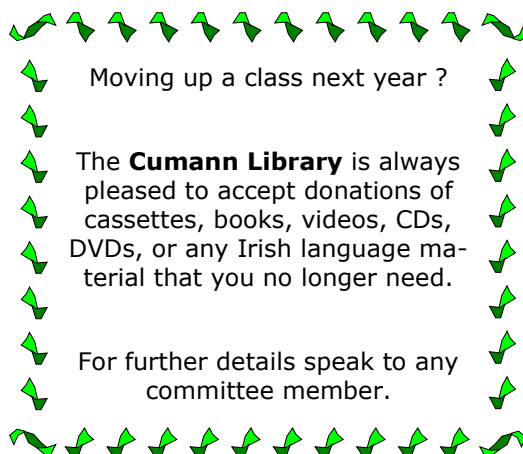 Moving up a class next year ?
The Cumann Library is always
pleased to accept donations of
cassettes, books, videos, CDs,
DVDs, or any Irish language ma-
terial that you no longer need.
For further details speak to any
committee member.